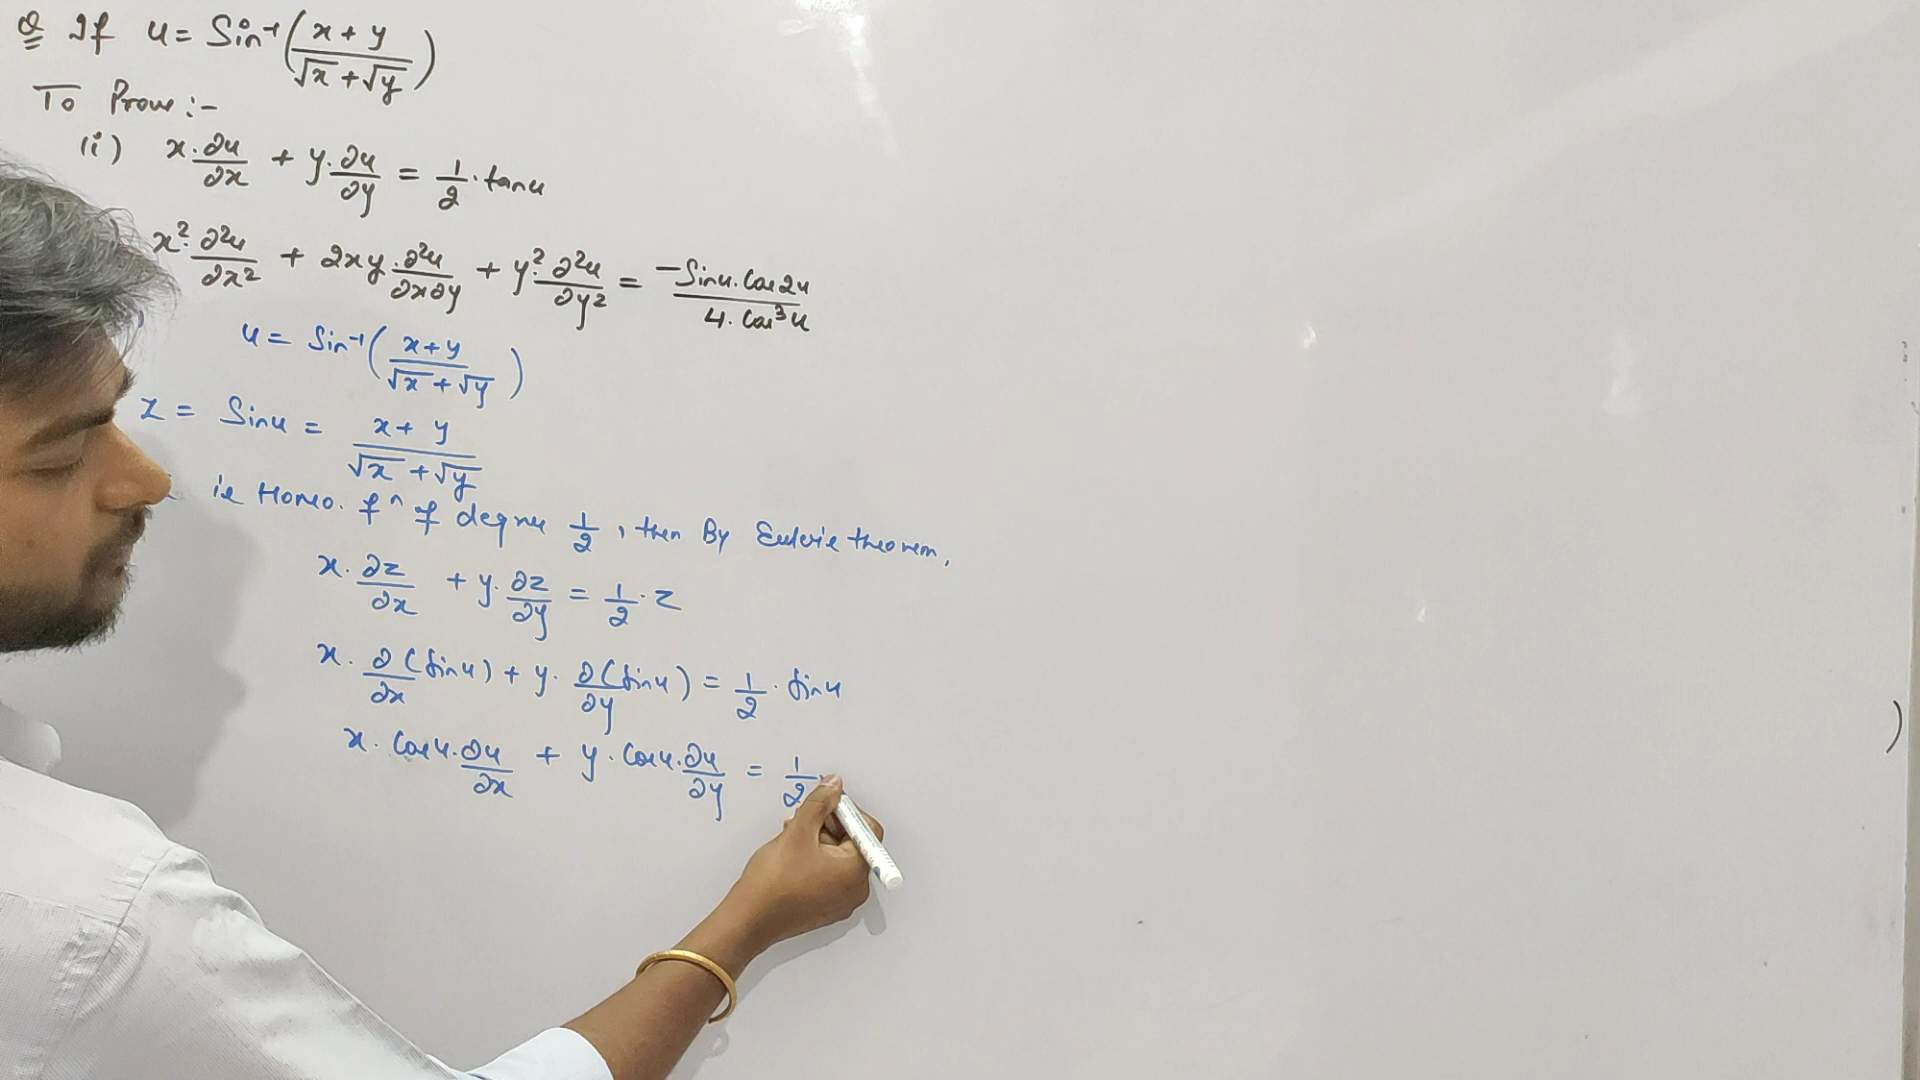 Q If u = Sin⁻¹((x + y)/(√x + √y))
To Prove :-
(i) x.∂u/∂x + y.∂u/∂y = 1/2 . tanu
x².∂²u/∂x² + 2xy.∂²u/∂x∂y + y².∂²u/∂y² = -Sinu.Cos2u/4.Cos³u
u = Sin⁻¹((x+y)/(√x + √y))
z = Sinu = (x + y)/(√x + √y)
is Homo. fⁿ of degree 1/2, then By Euler's theorem,
x.∂z/∂x + y.∂z/∂y = 1/2 . z
x.∂(Sinu)/∂x + y.∂(Sinu)/∂y = 1/2 . Sinu
x.Cosu.∂u/∂x + y.Cosu.∂u/∂y = 1/2